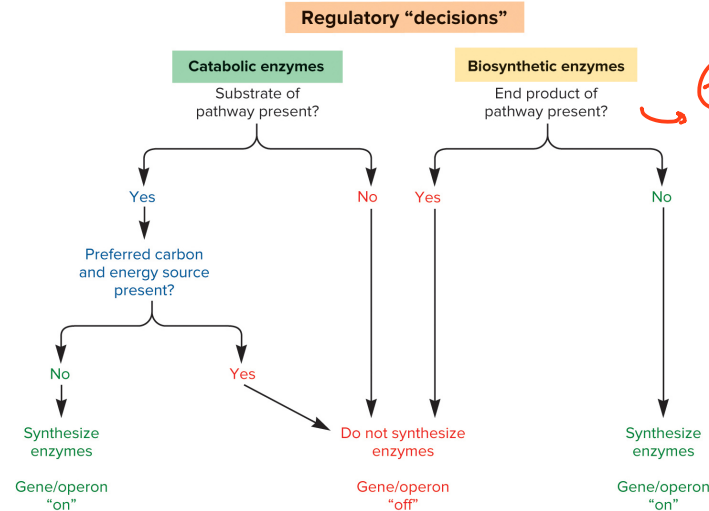 Regulatory “decisions”
Catabolic enzymes
Substrate of
pathway present?
Biosynthetic enzymes
End product of
pathway present?
Yes
No
Yes
No
Preferred carbon
and energy source
present?
No
Yes
Synthesize
enzymes
Gene/operon
“on”
Do not synthesize
enzymes
Gene/operon
“off”
Synthesize
enzymes
Gene/operon
“on”